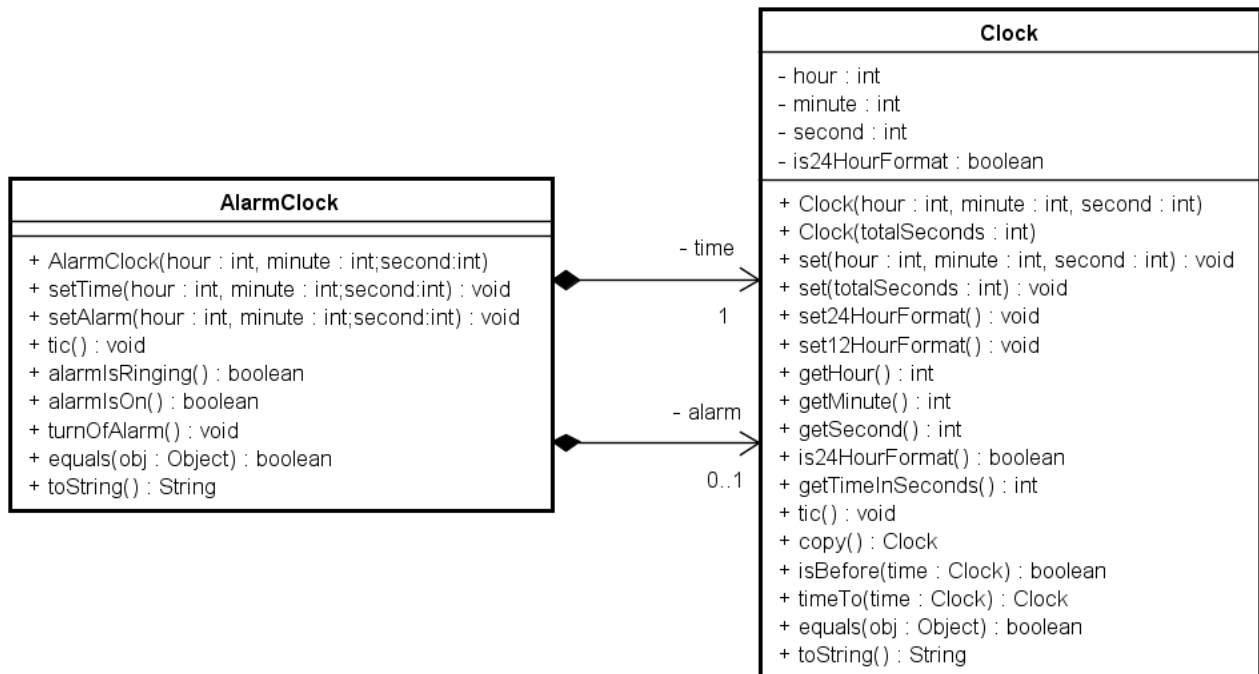 AlarmClock
+ AlarmClock(hour : int, minute : int;second:int)
+ setTime(hour : int, minute : int;second:int) : void
+ setAlarm(hour : int, minute : int;second:int) : void
+ tic() : void
+ alarmIsRinging() : boolean
+ alarmIsOn() : boolean
+ turnOfAlarm() : void
+ equals(obj : Object) : boolean
+ toString() : String
- time
1
- alarm
0..1
Clock
- hour : int
- minute : int
- second : int
- is24HourFormat : boolean
+ Clock(hour : int, minute : int, second : int)
+ Clock(totalSeconds : int)
+ set(hour : int, minute : int, second : int) : void
+ set(totalSeconds : int) : void
+ set24HourFormat() : void
+ set12HourFormat() : void
+ getHour() : int
+ getMinute() : int
+ getSecond() : int
+ is24HourFormat() : boolean
+ getTimeInSeconds() : int
+ tic() : void
+ copy() : Clock
+ isBefore(time : Clock) : boolean
+ timeTo(time : Clock) : Clock
+ equals(obj : Object) : boolean
+ toString() : String